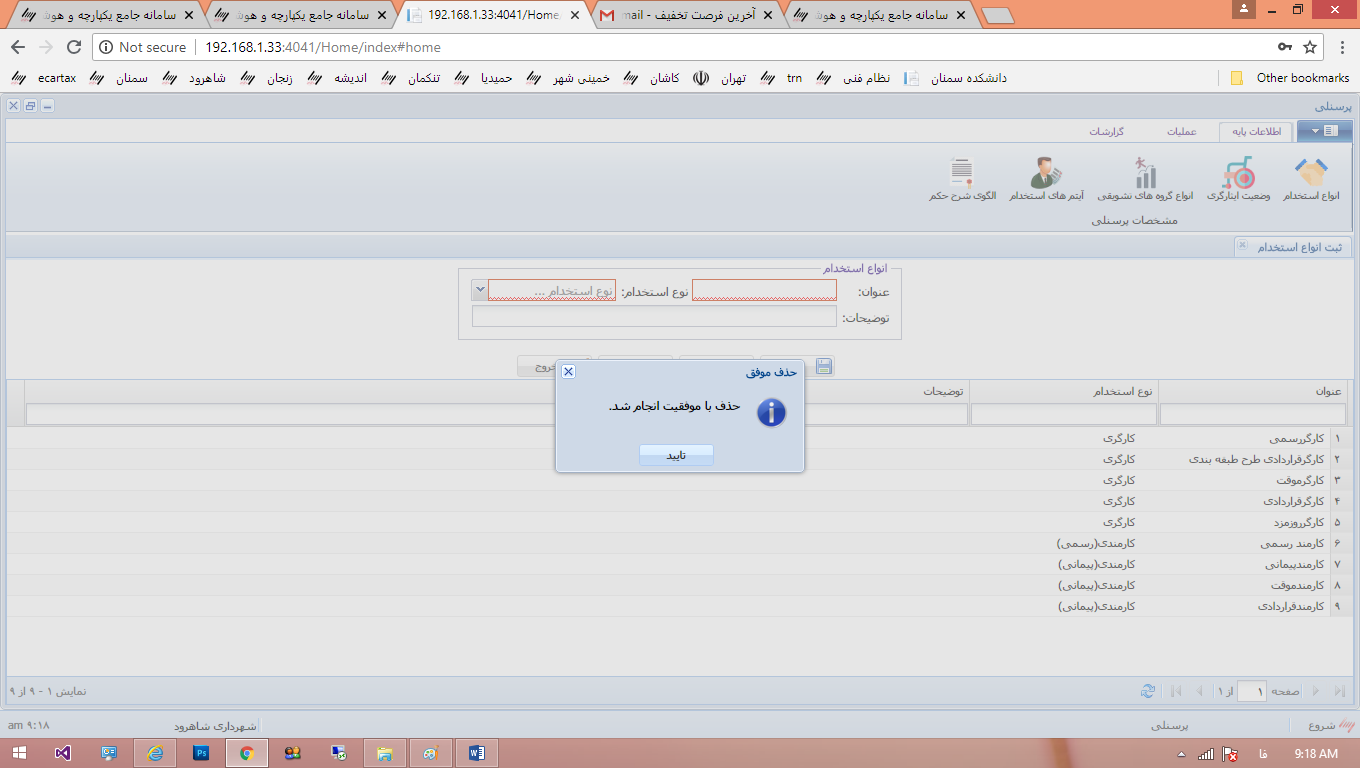 سامانه جامع یکپارچه و هوش
سامانه جامع یکپارچه و هوش
192.168.1.33:4041/Home/
آخرین فرصت تخفیف - mail
سامانه جامع یکپارچه و هوش
Not secure
192.168.1.33:4041/Home/index#home
ecartax
سمنان
شاهرود
زنجان
اندیشه
تنکمان
حمیدیا
خمینی شهر
کاشان
تهران
trn
نظام فنی
دانشکده سمنان
Other bookmarks
پرسنلی
اطلاعات پایه
عملیات
گزارشات
انواع استخدام
وضعیت ایثارگری
انواع گروه های تشویقی
آیتم های استخدام
الگوی شرح حکم
مشخصات پرسنلی
ثبت انواع استخدام
انواع استخدام
عنوان:
نوع استخدام:
نوع استخدام ...
توضیحات:
خروج
حذف موفق
حذف با موفقیت انجام شد.
تایید
عنوان نوع استخدام توضیحات
۱ کارگررسمی کارگری
۲ کارگرقراردادی طرح طبقه بندی کارگری
۳ کارگرموقت کارگری
۴ کارگرقراردادی کارگری
۵ کارگرروزمزد کارگری
۶ کارمند رسمی کارمندی(رسمی)
۷ کارمندپیمانی کارمندی(پیمانی)
۸ کارمندموقت کارمندی(پیمانی)
۹ کارمندقراردادی کارمندی(پیمانی)
صفحه ۱ از ۱
نمایش ۱ - ۹ از ۹
شروع
پرسنلی
شهرداری شاهرود
۹:۱۸ am
Ps
فا
9:18 AM